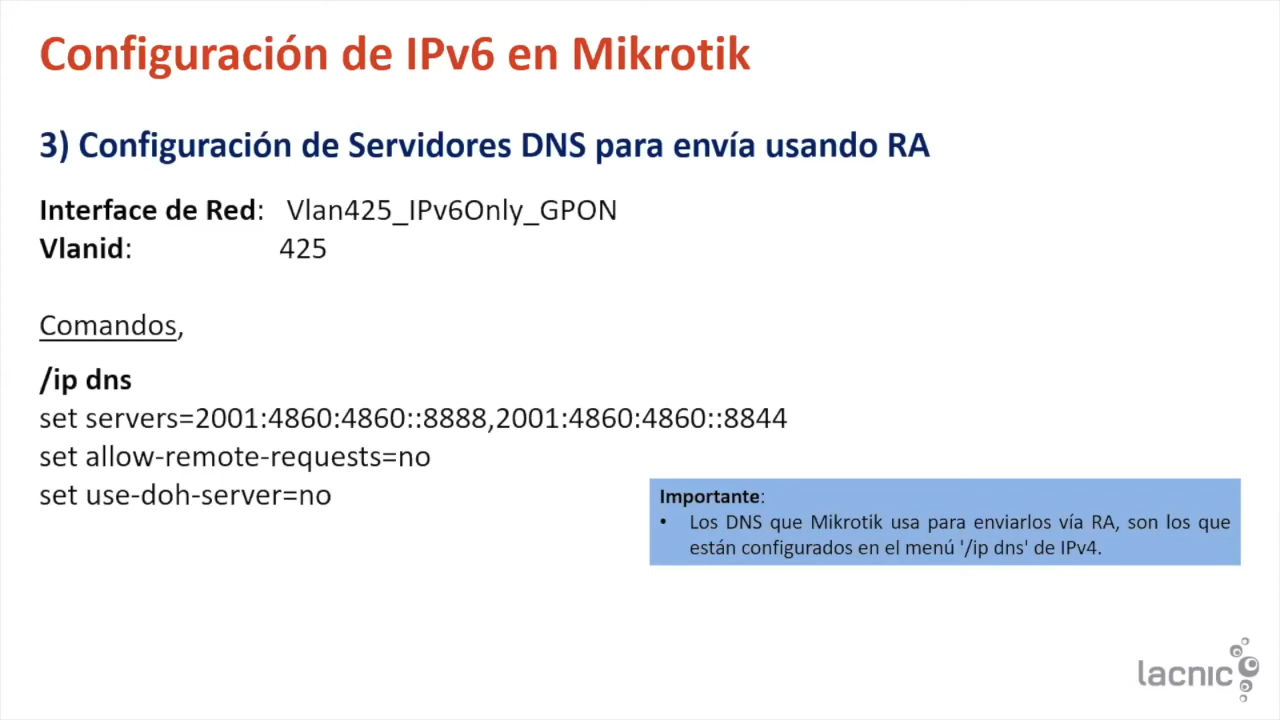 Configuración de IPv6 en Mikrotik
3) Configuración de Servidores DNS para envía usando RA
Interface de Red: Vlan425_IPv6Only_GPON
Vlanid: 425
Comandos,
/ip dns
set servers=2001:4860:4860::8888,2001:4860:4860::8844
set allow-remote-requests=no
set use-doh-server=no
Importante:
• Los DNS que Mikrotik usa para enviarlos vía RA, son los que
están configurados en el menú '/ip dns' de IPv4.
lacnic